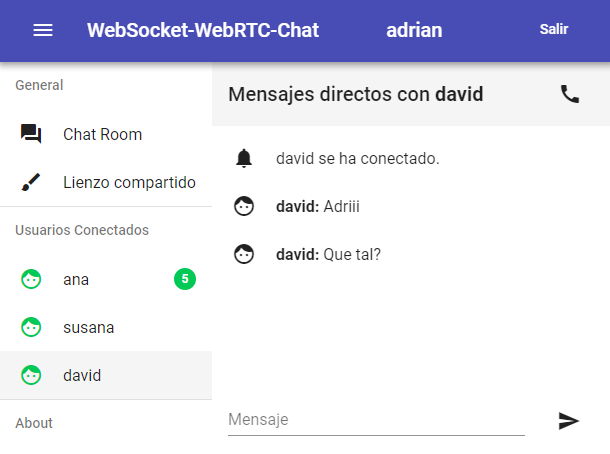 WebSocket-WebRTC-Chat
adrian
Salir
General
Chat Room
Lienzo compartido
Usuarios Conectados
ana
5
susana
david
About
Mensajes directos con david
david se ha conectado.
david: Adriii
david: Que tal?
Mensaje